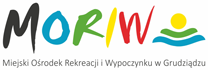 MORiW
Miejski Ośrodek Rekreacji i Wypoczynku w Grudziądzu